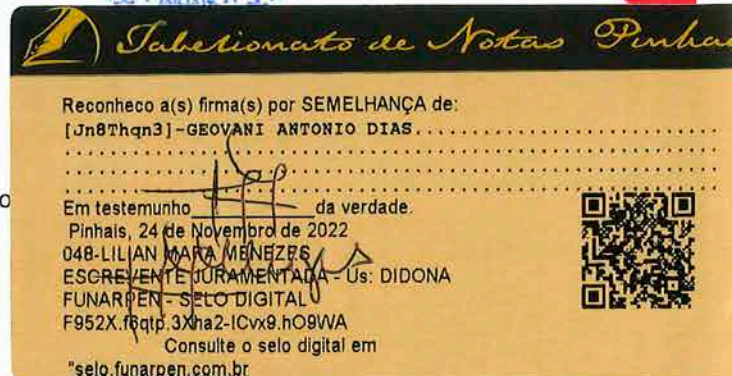 Tabelionato de Notas Pinhai
Reconheco a(s) firma(s) por SEMELHANÇA de:
[Jn8Thqn3]-GEOVANI ANTONIO DIAS
o
Em testemunho da verdade.
Pinhais, 24 de Novembro de 2022
048-LILIAN MARA MENEZES
ESCREVENTE JURAMENTADA - Us: DIDONA
FUNARPEN - SELO DIGITAL
F952X.f6qtp.3Xha2-ICvx9.hO9WA
Consulte o selo digital em
"selo.funarpen.com.br